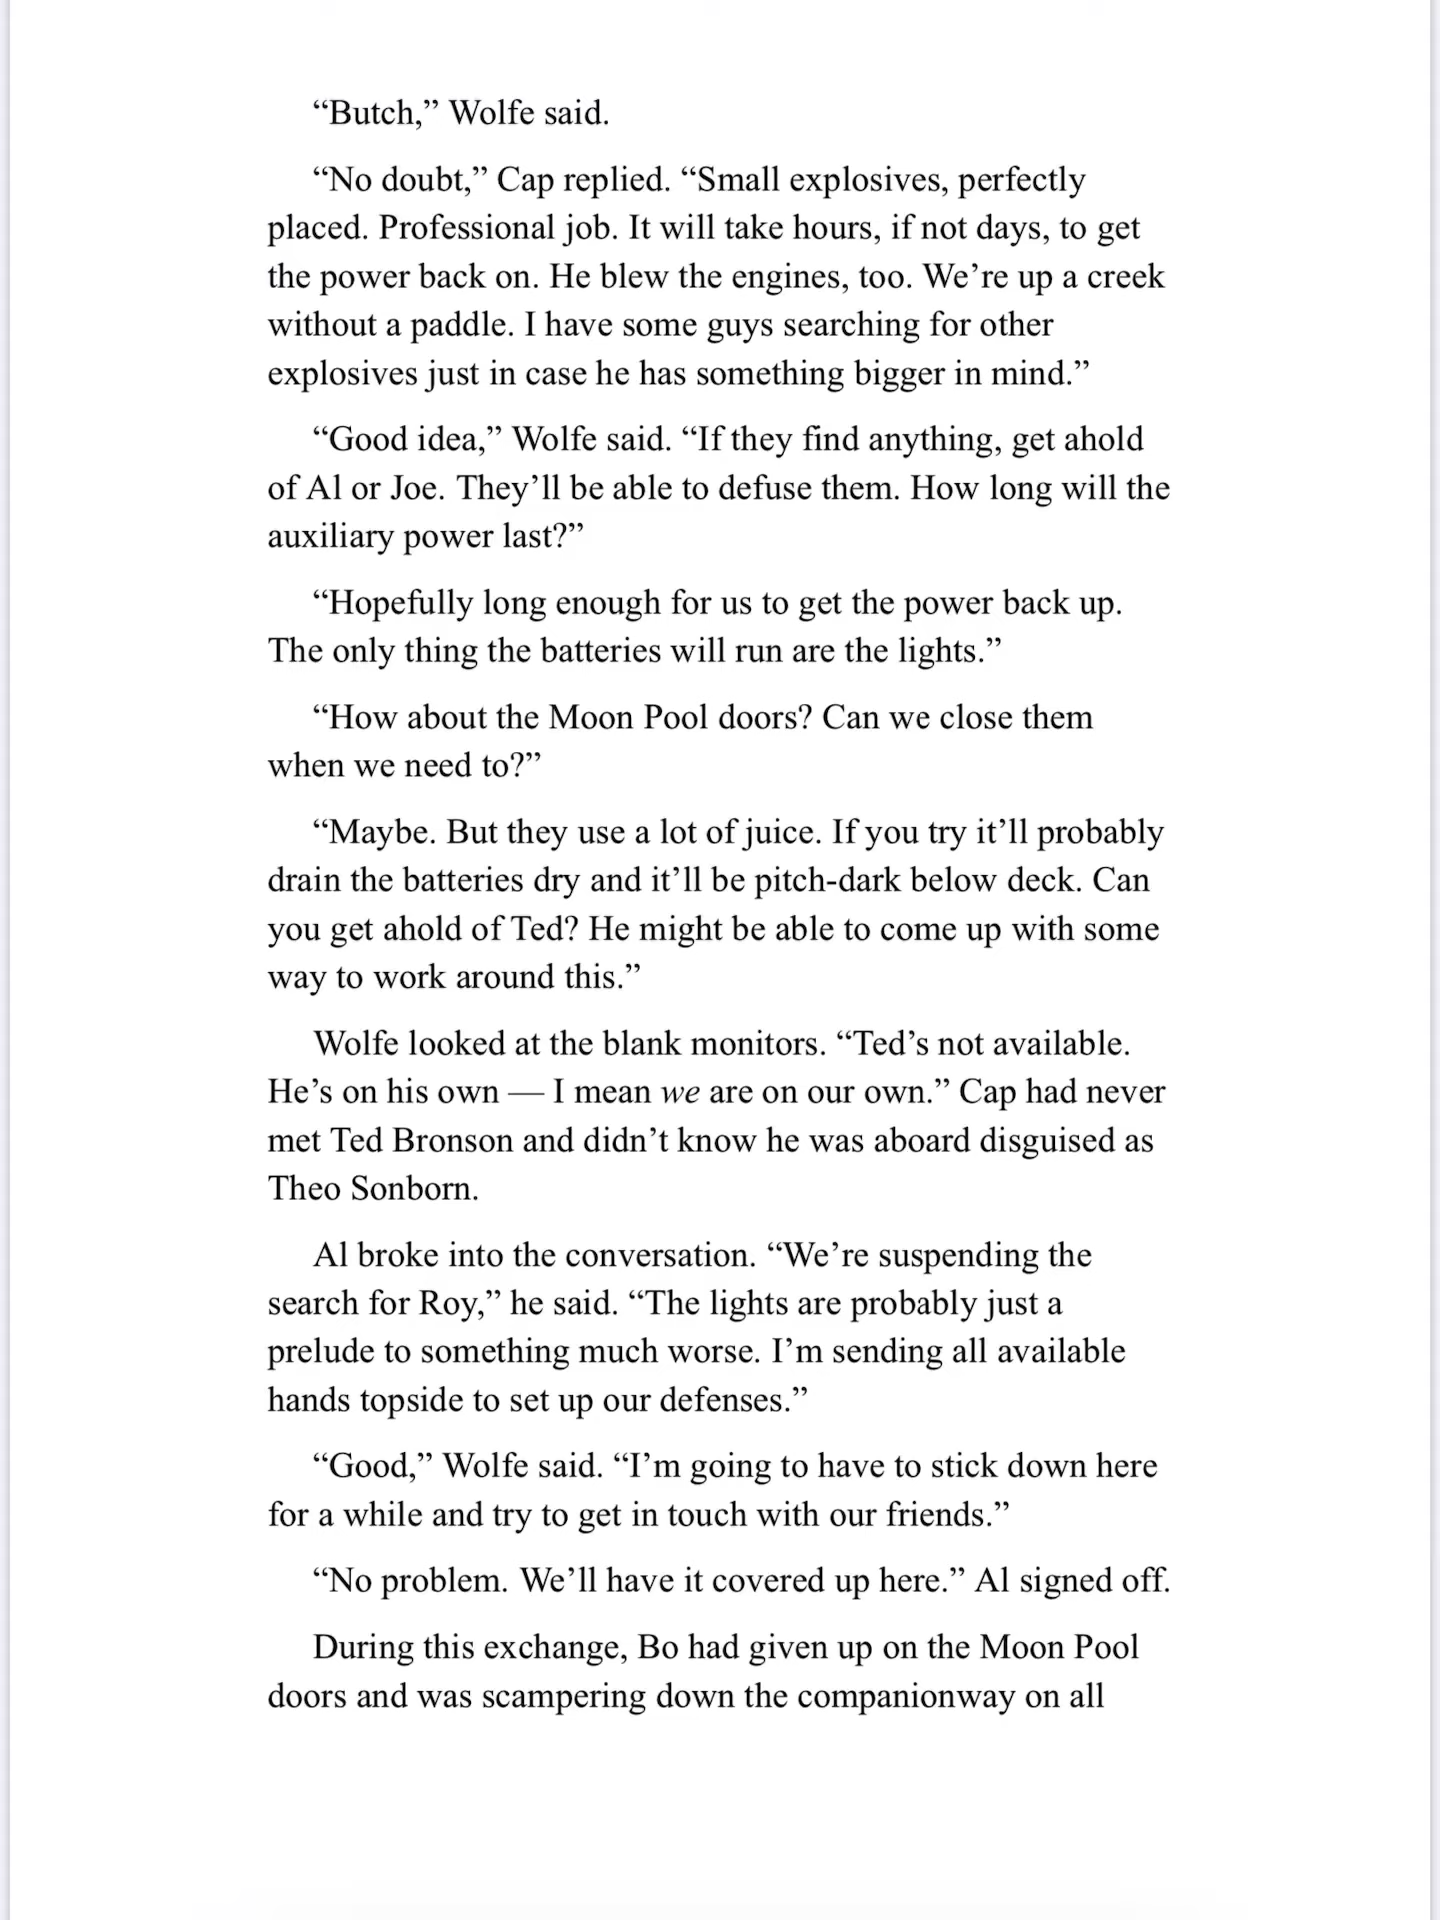 “Butch,” Wolfe said.
“No doubt,” Cap replied. “Small explosives, perfectly
placed. Professional job. It will take hours, if not days, to get
the power back on. He blew the engines, too. We’re up a creek
without a paddle. I have some guys searching for other
explosives just in case he has something bigger in mind.”
“Good idea,” Wolfe said. “If they find anything, get ahold
of Al or Joe. They’ll be able to defuse them. How long will the
auxiliary power last?”
“Hopefully long enough for us to get the power back up.
The only thing the batteries will run are the lights.”
“How about the Moon Pool doors? Can we close them
when we need to?”
“Maybe. But they use a lot of juice. If you try it’ll probably
drain the batteries dry and it’ll be pitch-dark below deck. Can
you get ahold of Ted? He might be able to come up with some
way to work around this.”
Wolfe looked at the blank monitors. “Ted’s not available.
He’s on his own — I mean we are on our own.” Cap had never
met Ted Bronson and didn’t know he was aboard disguised as
Theo Sonborn.
Al broke into the conversation. “We’re suspending the
search for Roy,” he said. “The lights are probably just a
prelude to something much worse. I’m sending all available
hands topside to set up our defenses.”
“Good,” Wolfe said. “I’m going to have to stick down here
for a while and try to get in touch with our friends.”
“No problem. We’ll have it covered up here.” Al signed off.
During this exchange, Bo had given up on the Moon Pool
doors and was scampering down the companionway on all